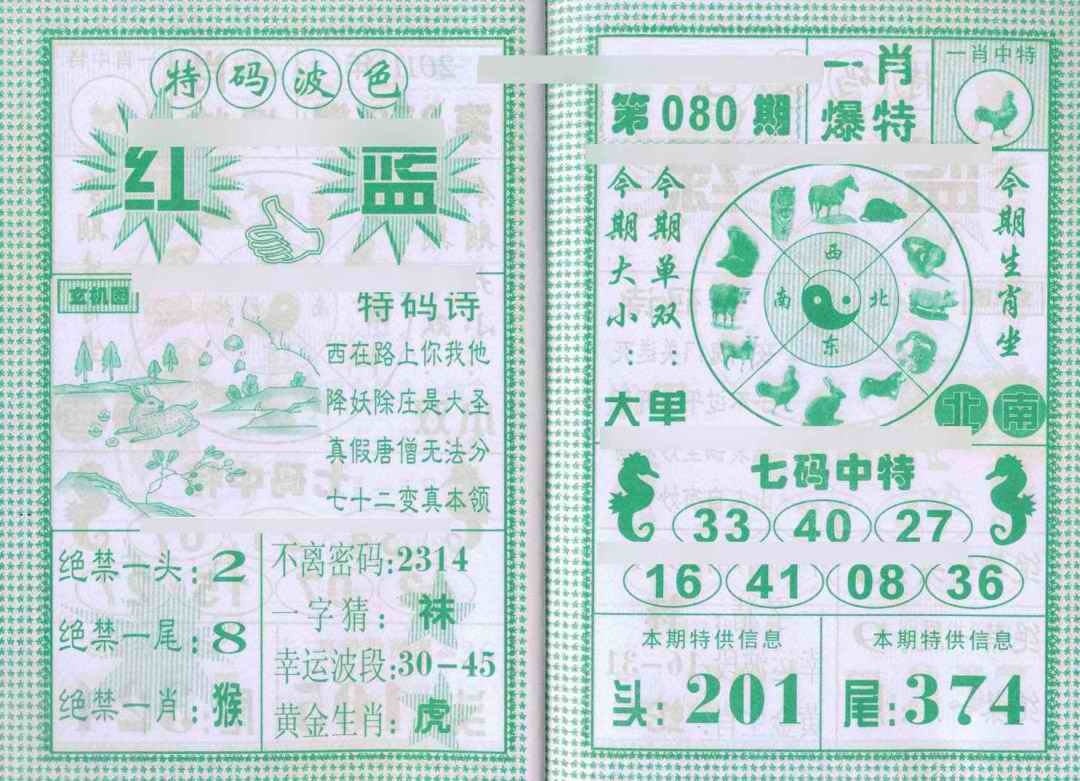 特码波色
红 蓝
玄机图
特码诗
西在路上你我他
降妖除庄是大圣
真假唐僧无法分
七十二变真本领
绝禁一头:2
绝禁一尾:8
绝禁一肖:猴
不离密码:2314
一字猜:袜
幸运波段:30-45
黄金生肖:虎
第080期
一肖
爆特
一肖中特
今期大小:大
今期单双:单
西
南 北
东
今期生肖坐
北南
七码中特
33 40 27
16 41 08 36
本期特供信息
头:201
本期特供信息
尾:374